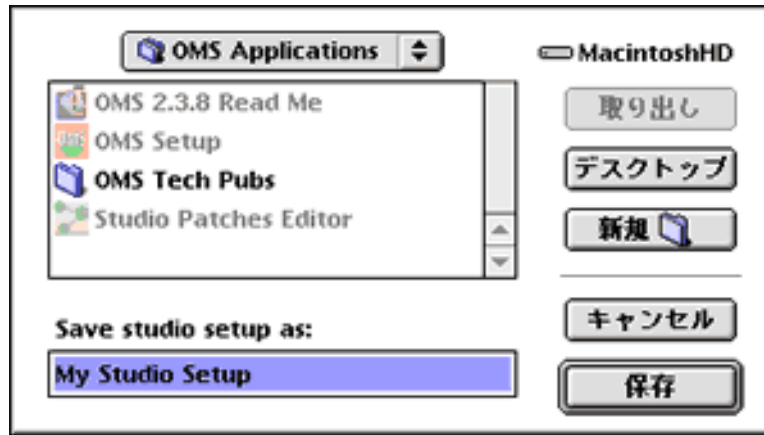 OMS Applications
MacintoshHD
OMS 2.3.8 Read Me
OMS Setup
OMS Tech Pubs
Studio Patches Editor
取り出し
デスクトップ
新規
Save studio setup as:
My Studio Setup
キャンセル
保存